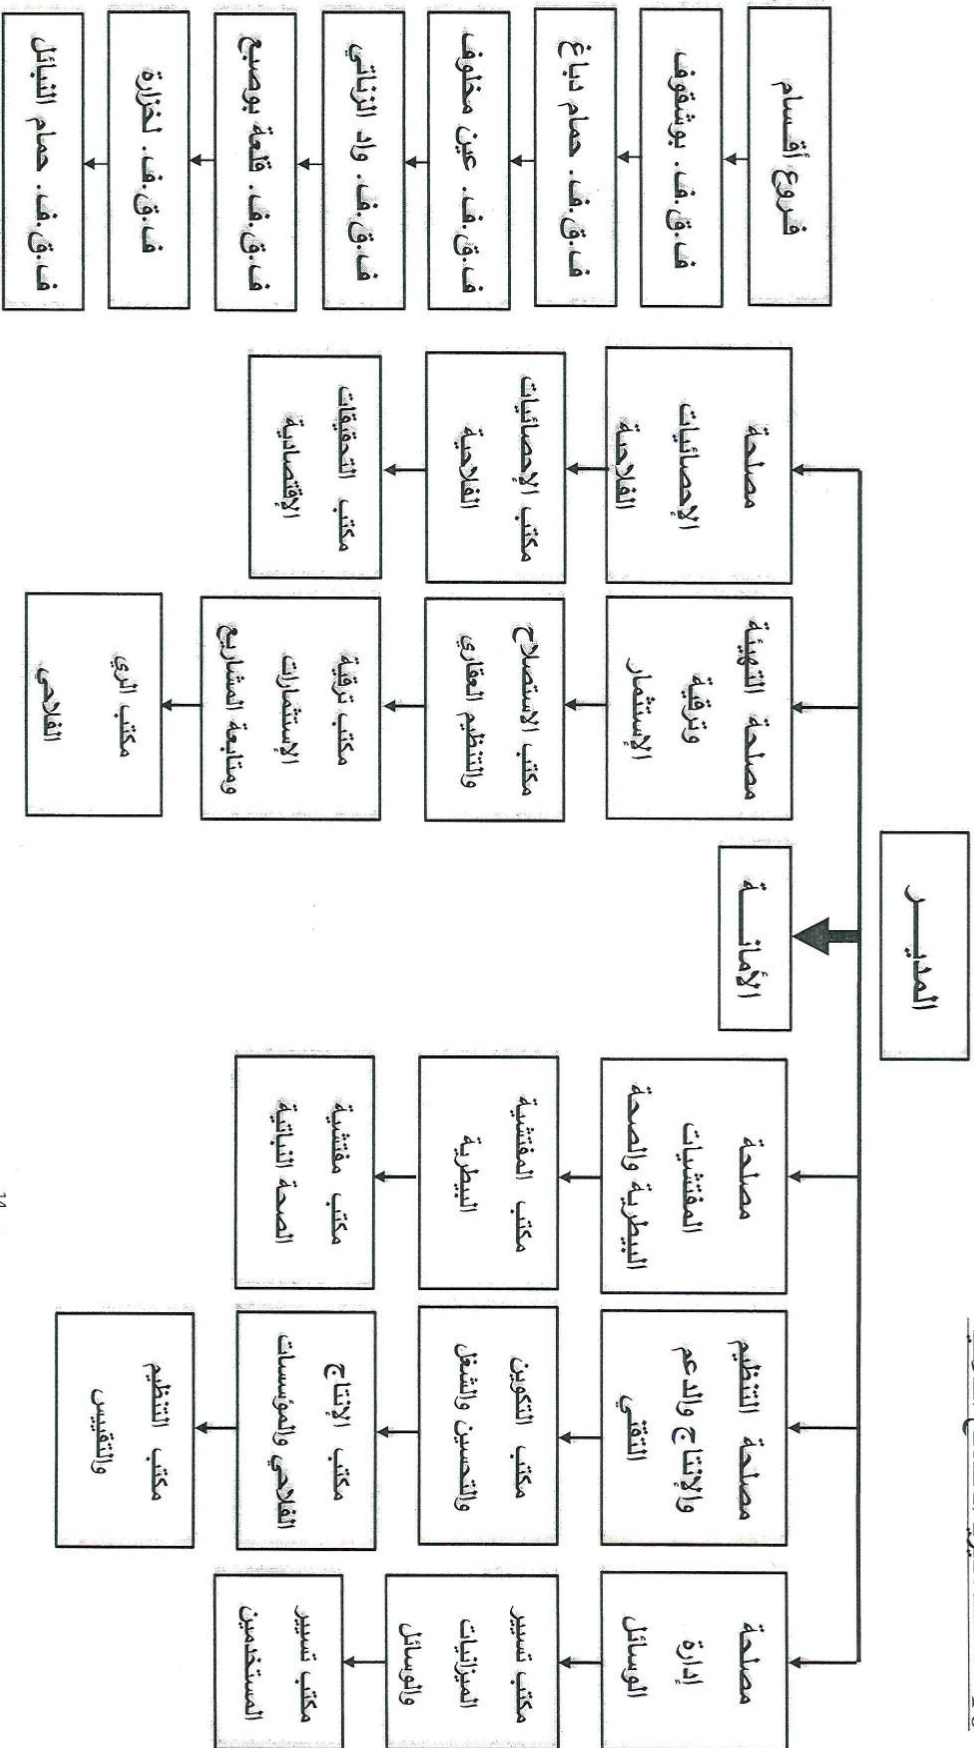 المديـــر
الأمانـــة
مصلحة
إدارة
الوسائل
مكتب تسيير
الميزانيات
والوسائل
مكتب تسيير
المستخدمين
مصلحة التنظيم
والإنتاج والدعم
التقني
مكتب التكوين
والتحسين والشغل
مكتب الإنتاج
الفلاحي والمؤسسات
مكتب التنظيم
والتقييس
مصلحة
المفتشيات
البيطرية والصحة
مكتب المفتشية
البيطرية
مكتب مفتشية
الصحة النباتية
مصلحة التهيئة
وترقية
الإستثمار
مكتب الاستصلاح
والتنظيم العقاري
مكتب ترقية
الإستثمارات
ومتابعة المشاريع
مكتب الري
الفلاحي
مصلحة
الإحصائيات
الفلاحية
مكتب الإحصائيات
الفلاحية
مكتب التحقيقات
الإقتصادية
فروع أقسام
ف.ق.ف. بوشقوف
ف.ق.ف. حمام دباغ
ف.ق.ف. عين مخلوف
ف.ق.ف. واد الزناتي
ف.ق.ف. قلعة بوصبع
ف.ق.ف. لخزارة
ف.ق.ف. حمام النبائل